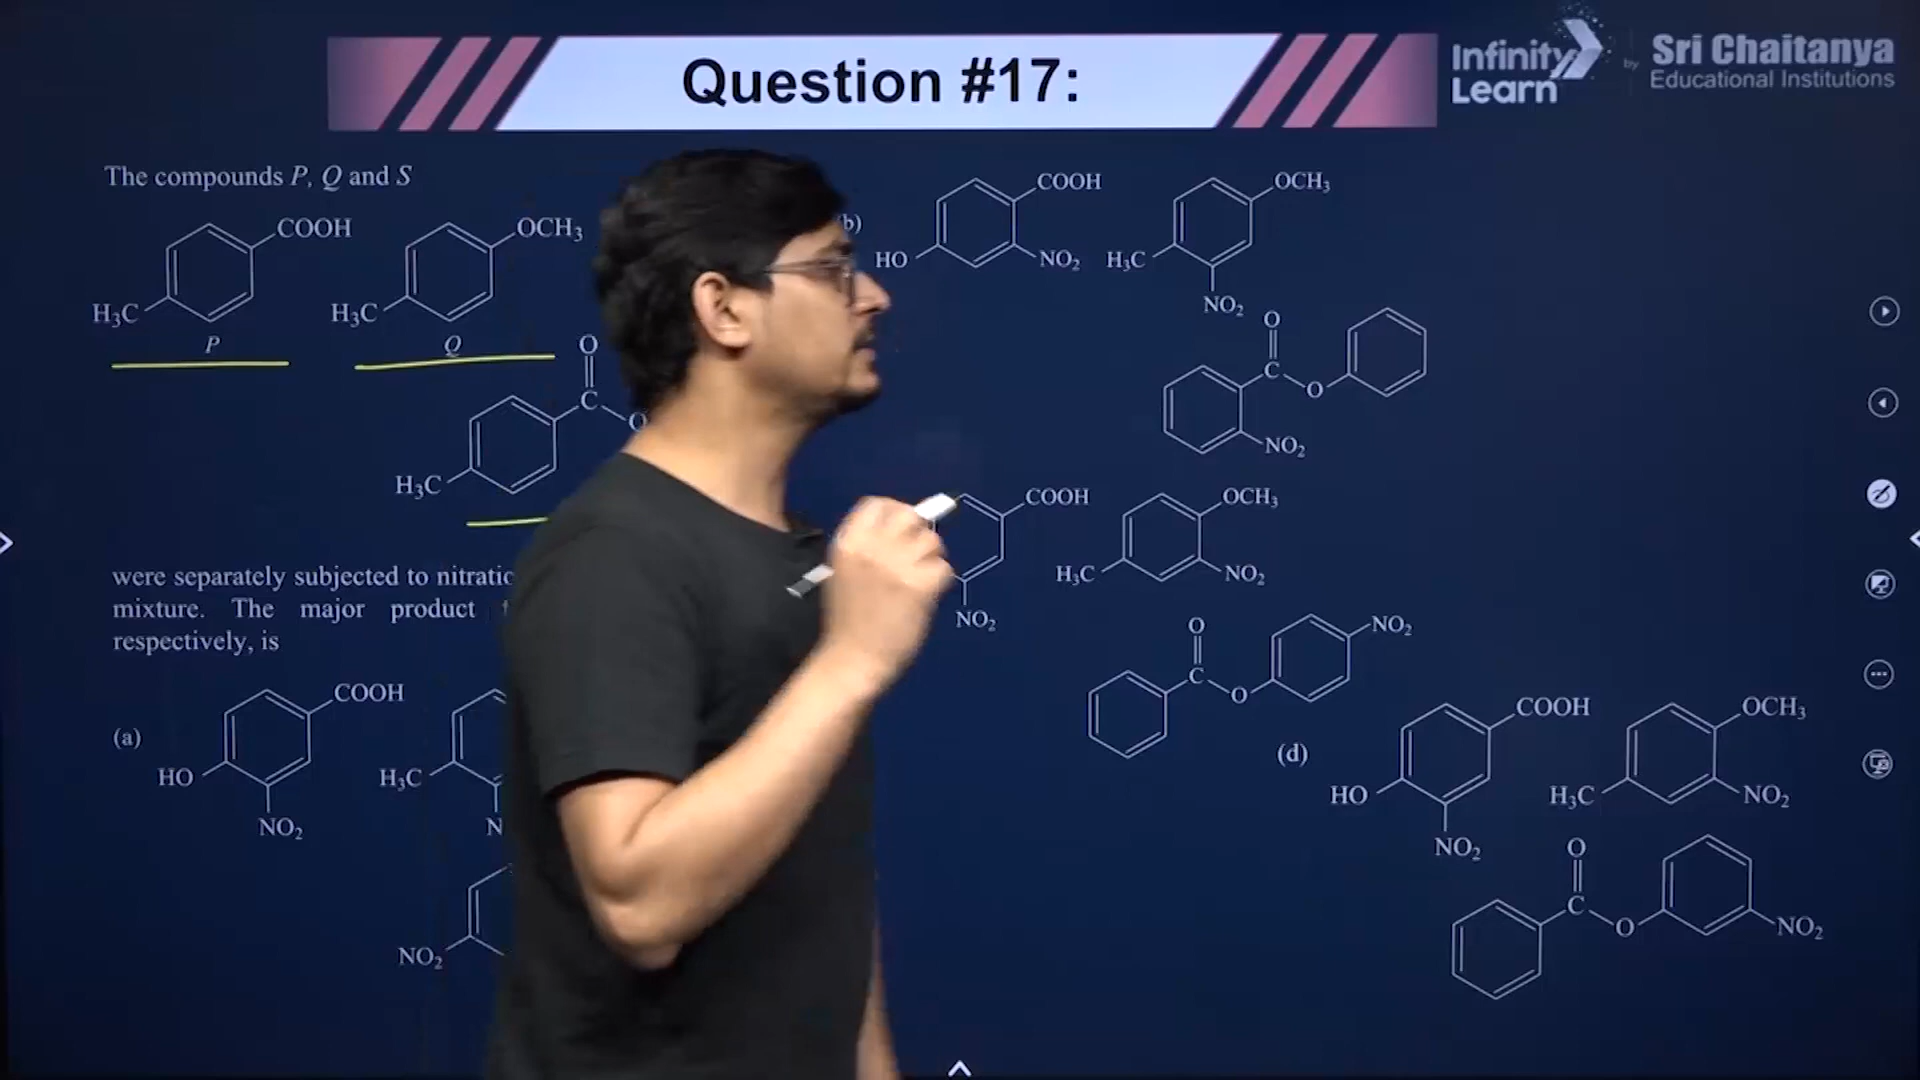 Question #17:
Infinity Learn
by
Sri Chaitanya
Educational Institutions
The compounds P, Q and S
COOH
H₃C
P
OCH₃
H₃C
Q
O
C
O
H₃C
were separately subjected to
mixture. The major product
respectively, is
(a)
COOH
HO
NO₂
H₃C
N
NO₂
b)
COOH
HO
NO₂
OCH₃
H₃C
NO₂
O
C
O
NO₂
COOH
NO₂
OCH₃
H₃C
NO₂
O
C
O
NO₂
(d)
COOH
HO
NO₂
OCH₃
H₃C
NO₂
O
C
O
NO₂